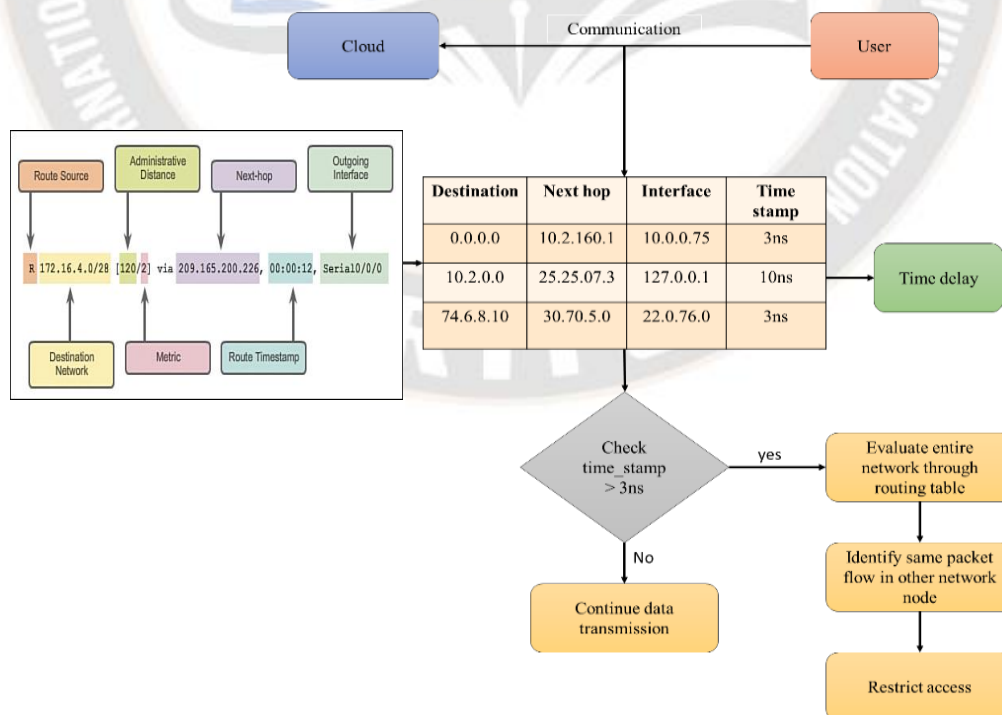 Communication
Cloud
User
Route Source
Administrative
Distance
Next-hop
Outgoing
Interface
R 172.16.4.0/28 [120/2] via 209.165.200.226, 00:00:12, Serial0/0/0
Destination
Network
Metric
Route Timestamp
Destination Next hop Interface Time
stamp
0.0.0.0 10.2.160.1 10.0.0.75 3ns
10.2.0.0 25.25.07.3 127.0.0.1 10ns
74.6.8.10 30.70.5.0 22.0.76.0 3ns
Time delay
Check
time_stamp
> 3ns
yes
Evaluate entire
network through
routing table
No
Identify same packet
flow in other network
node
Continue data
transmission
Restrict access